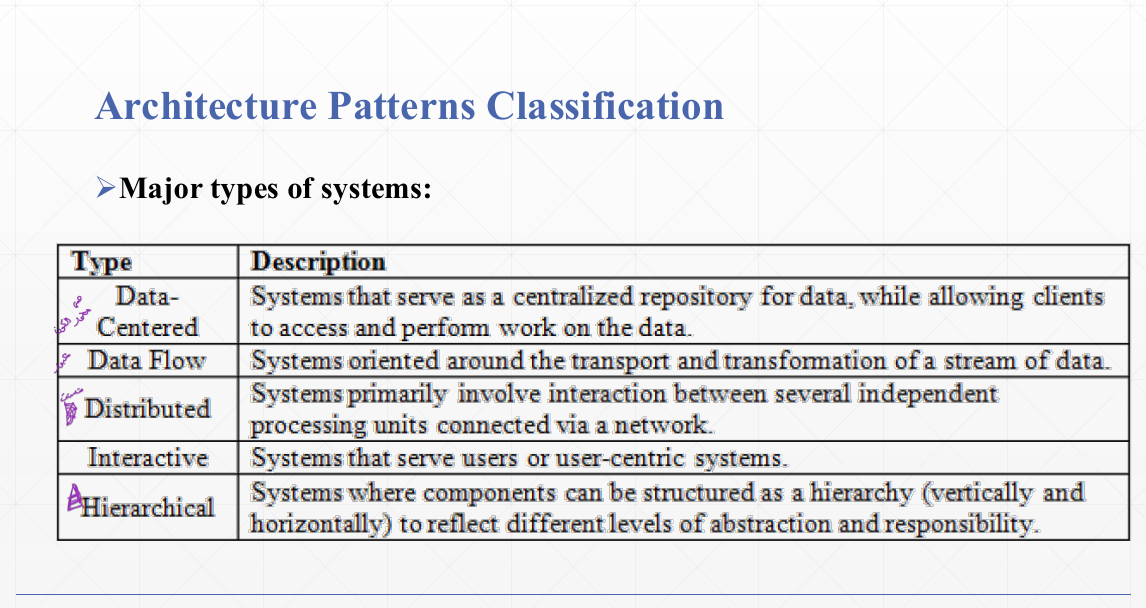 Architecture Patterns Classification
➢Major types of systems:
Type Description
Data-
Centered
Systems that serve as a centralized repository for data, while allowing clients
to access and perform work on the data.
Data Flow Systems oriented around the transport and transformation of a stream of data.
Distributed
Systems primarily involve interaction between several independent
processing units connected via a network.
Interactive Systems that serve users or user-centric systems.
Hierarchical
Systems where components can be structured as a hierarchy (vertically and
horizontally) to reflect different levels of abstraction and responsibility.